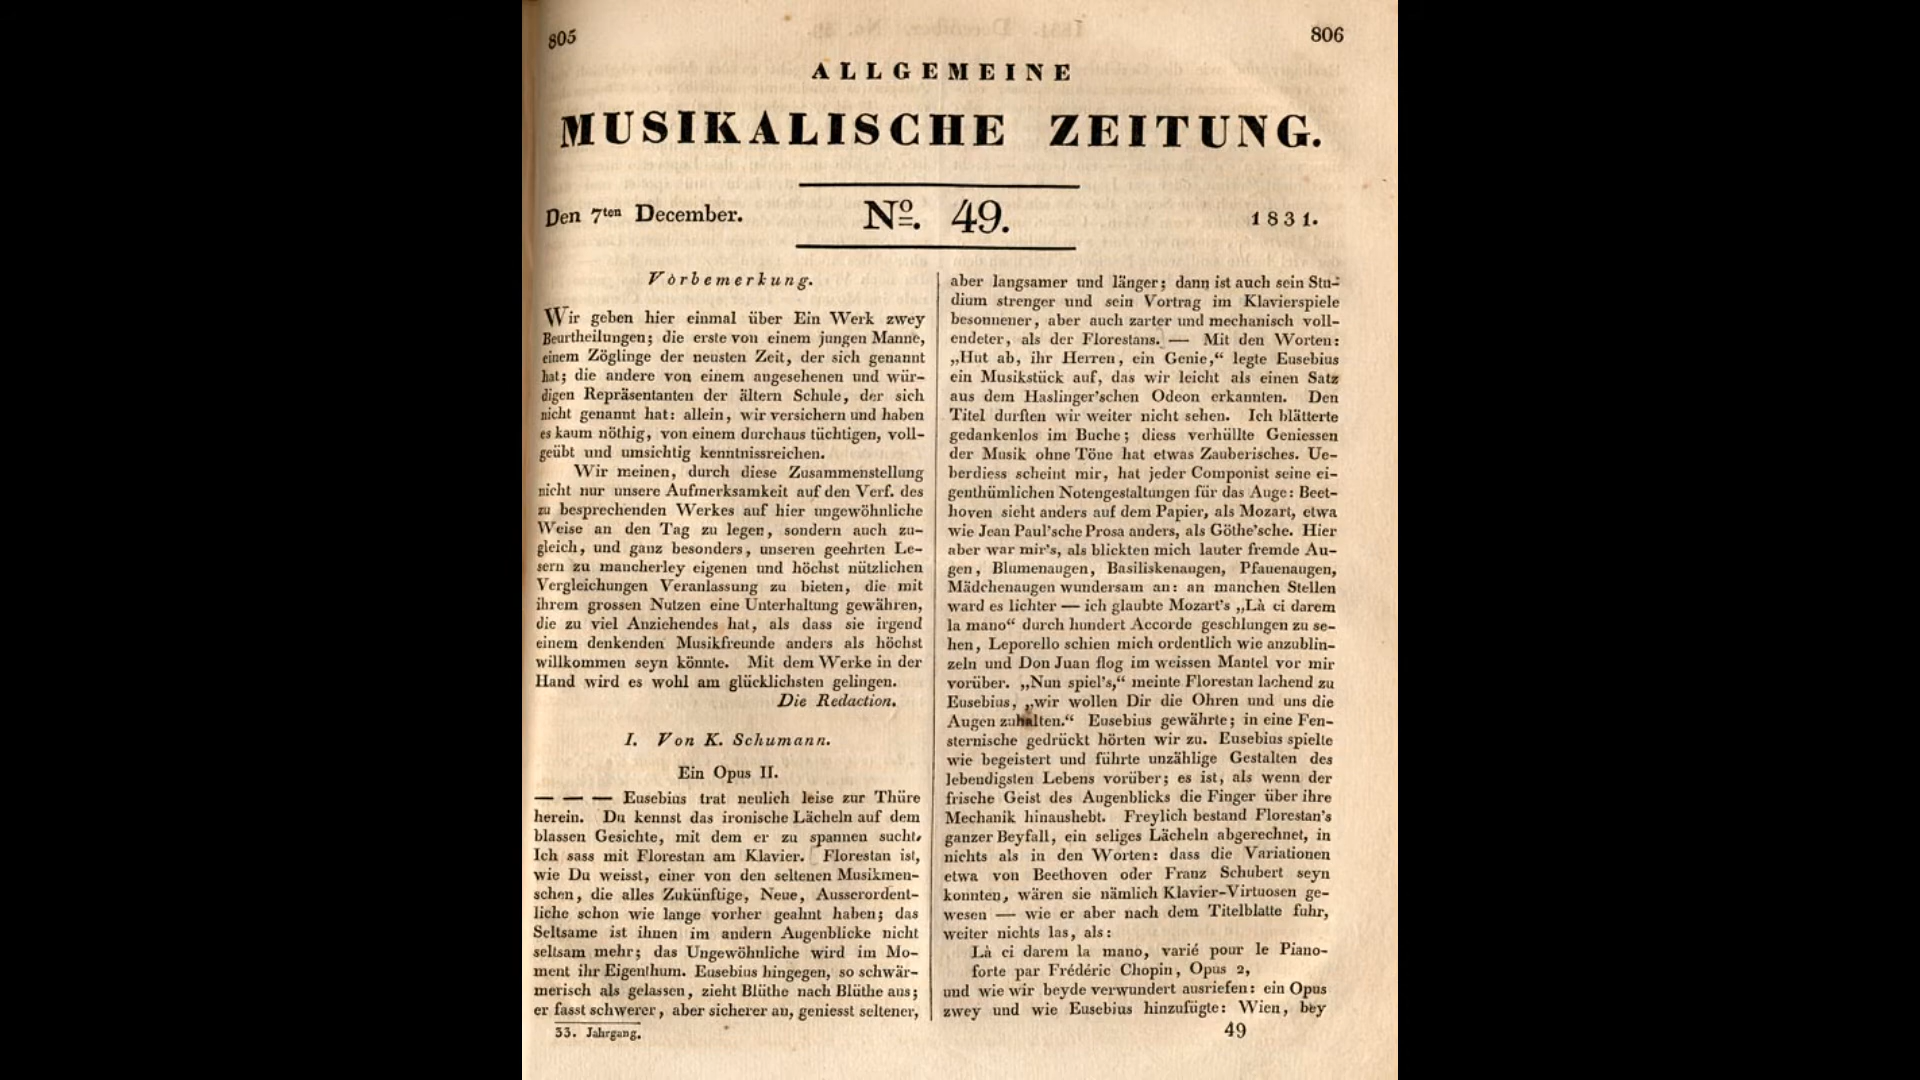 805
806
ALLGEMEINE
MUSIKALISCHE ZEITUNG.
Den 7ten December.
No. 49.
1831.
Vorbemerkung.
Wir geben hier einmal über Ein Werk zwey
Beurtheilungen; die erste von einem jungen Manne,
einem Zöglinge der neusten Zeit, der sich genannt
hat; die andere von einem angesehenen und wür-
digen Repräsentanten der ältern Schule, der sich
nicht genannt hat: allein, wir versichern und haben
es kaum nöthig, von einem durchaus tüchtigen, voll-
geübt und umsichtig kenntnissreichen.
Wir meinen, durch diese Zusammenstellung
nicht nur unsere Aufmerksamkeit auf den Verf. des
zu besprechenden Werkes auf hier ungewöhnliche
Weise an den Tag zu legen, sondern auch zu-
gleich, und ganz besonders, unseren geehrten Le-
sern zu mancherley eigenen und höchst nützlichen
Vergleichungen Veranlassung zu bieten, die mit
ihrem grossen Nutzen eine Unterhaltung gewähren,
die zu viel Anziehendes hat, als dass sie irgend
einem denkenden Musikfreunde anders als höchst
willkommen seyn könnte. Mit dem Werke in der
Hand wird es wohl am glücklichsten gelingen.
Die Redaction.
I. Von K. Schumann.
Ein Opus II.
— — — Eusebius trat neulich leise zur Thüre
herein. Du kennst das ironische Lächeln auf dem
blassen Gesichte, mit dem er zu spannen sucht.
Ich sass mit Florestan am Klavier. Florestan ist,
wie Du weisst, einer von den seltenen Musikmen-
schen, die alles Zukünftige, Neue, Ausserordent-
liche schon wie lange vorher geahnt haben; das
Seltsame ist ihnen im andern Augenblicke nicht
seltsam mehr; das Ungewöhnliche wird im Mo-
ment ihr Eigenthum. Eusebius hingegen, so schwär-
merisch als gelassen, zieht Blüthe nach Blüthe aus;
er fasst schwerer, aber sicherer an, geniesst seltener,
33. Jahrgang.
aber langsamer und länger; dann ist auch sein Stu-
dium strenger und sein Vortrag im Klavierspiele
besonnener, aber auch zarter und mechanisch voll-
endeter, als der Florestans. — Mit den Worten:
„Hut ab, ihr Herren, ein Genie,“ legte Eusebius
ein Musikstück auf, das wir leicht als einen Satz
aus dem Haslinger'schen Odeon erkannten. Den
Titel durften wir weiter nicht sehen. Ich blätterte
gedankenlos im Buche; diess verhüllte Geniessen
der Musik ohne Töne hat etwas Zauberisches. Ue-
berdiess scheint mir, hat jeder Componist seine ei-
genthümlichen Notengestaltungen für das Auge: Beet-
hoven sieht anders auf dem Papier, als Mozart, etwa
wie Jean Paul'sche Prosa anders, als Göthe'sche. Hier
aber war mir's, als blickten mich lauter fremde Au-
gen, Blumenaugen, Basiliskenaugen, Pfauenaugen,
Mädchenaugen wundersam an: an manchen Stellen
ward es lichter — ich glaubte Mozart's „Là ci darem
la mano“ durch hundert Accorde geschlungen zu se-
hen, Leporello schien mich ordentlich wie anzublin-
zeln und Don Juan flog im weissen Mantel vor mir
vorüber. „Nun spiel's,“ meinte Florestan lachend zu
Eusebius, „wir wollen Dir die Ohren und uns die
Augen zuhalten.“ Eusebius gewährte; in eine Fen-
sternische gedrückt hörten wir zu. Eusebius spielte
wie begeistert und führte unzählige Gestalten des
lebendigsten Lebens vorüber; es ist, als wenn der
frische Geist des Augenblicks die Finger über ihre
Mechanik hinaushebt. Freylich bestand Florestan's
ganzer Beyfall, ein seliges Lächeln abgerechnet, in
nichts als in den Worten: dass die Variationen
etwa von Beethoven oder Franz Schubert seyn
konnten, wären sie nämlich Klavier-Virtuosen ge-
wesen — wie er aber nach dem Titelblatte fuhr,
weiter nichts las, als:
Là ci darem la mano, varié pour le Piano-
forte par Frédéric Chopin, Opus 2,
und wie wir beyde verwundert ausriefen: ein Opus
zwey und wie Eusebius hinzufügte: Wien, bey
49